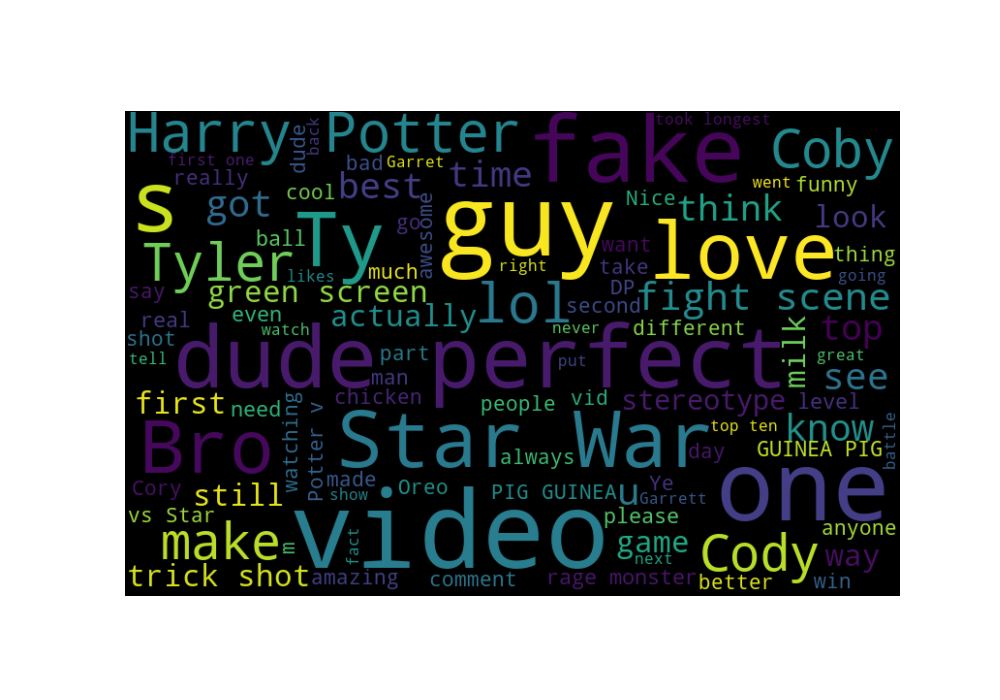 Harry Potter fake took longest Coby
first one dude back bad Garret
really cool best time went funny
s got Ty go awesome guy Nice think look
Tyler ball likes much right want love thing
take going
say green screen lol DP second fight scene
real even actually never different top
shot watch dude perfect part put milk great
tell man see
first need chicken people vid stereotype level
Bro watching Potter v Star War top ten know battle
always day GUINEA PIG
Cory still made show Oreo PIG GUINEA u Ye Garrett one
vs Star video please anyone
make m fact game next Cody way
trick shot amazing comment rage monster better win